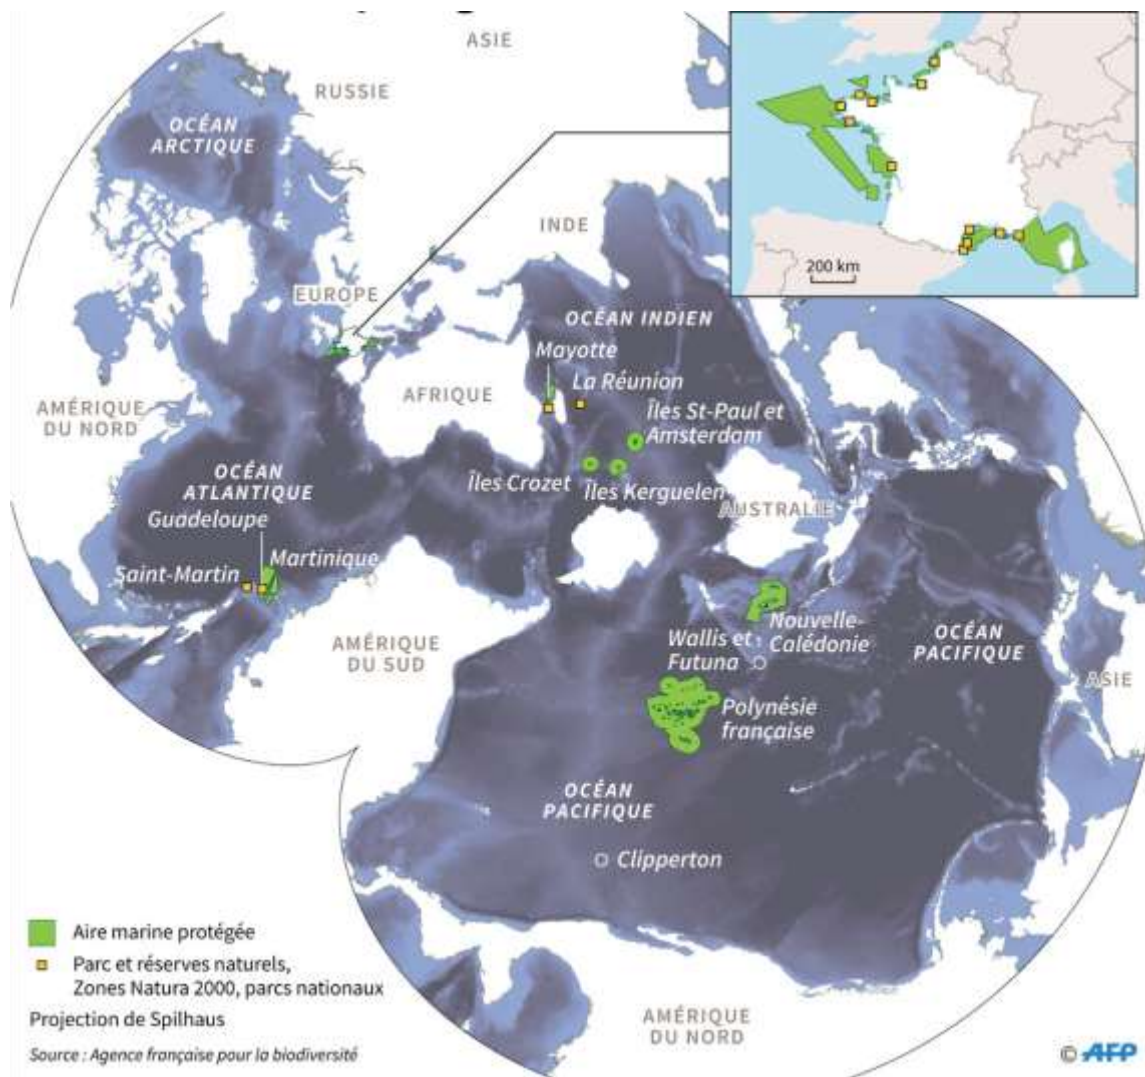 ASIE
RUSSIE
OCÉAN
ARCTIQUE
INDE
200 km
EUROPE
OCÉAN INDIEN
Mayotte
La Réunion
AFRIQUE
Îles St-Paul et
Amsterdam
AMÉRIQUE
DU NORD
OCÉAN
ATLANTIQUE
Îles Crozet
Îles Kerguelen
AUSTRALIE
Guadeloupe
Martinique
Saint-Martin
AMÉRIQUE
DU SUD
Nouvelle-
Calédonie
Wallis et
Futuna
OCÉAN
PACIFIQUE
ASIE
Polynésie
française
OCÉAN
PACIFIQUE
Clipperton
Aire marine protégée
Parc et réserves naturels,
Zones Natura 2000, parcs nationaux
Projection de Spilhaus
Source : Agence française pour la biodiversité
AMÉRIQUE
DU NORD
© AFP